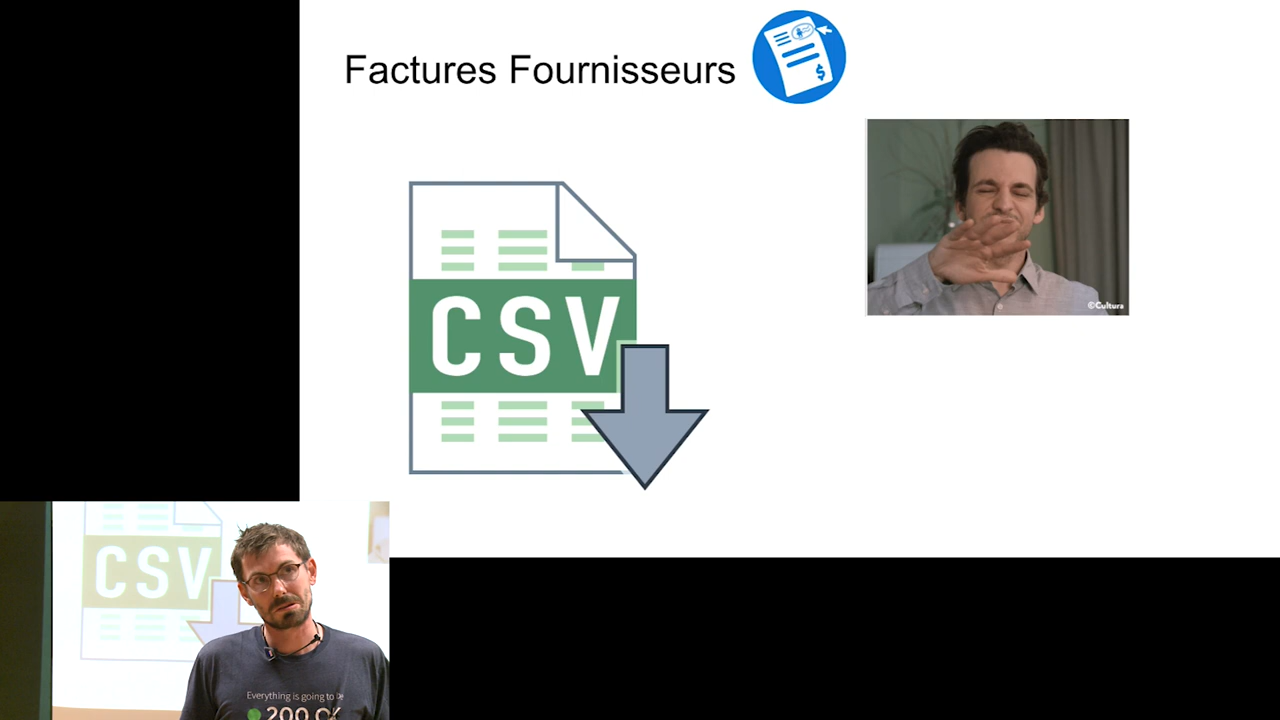 Factures Fournisseurs
$
CSV
©Cultura
CSV
Everything is going to be
200 OK